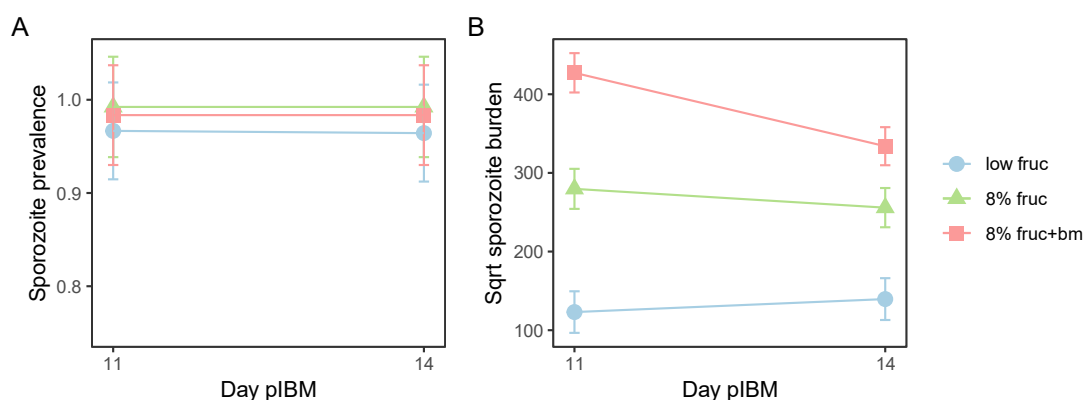 A
Sporozoite prevalence
1.0
0.9
0.8
11
14
Day pIBM
B
Sqrt sporozoite burden
400
300
200
100
11
14
Day pIBM
low fruc
8% fruc
8% fruc+bm